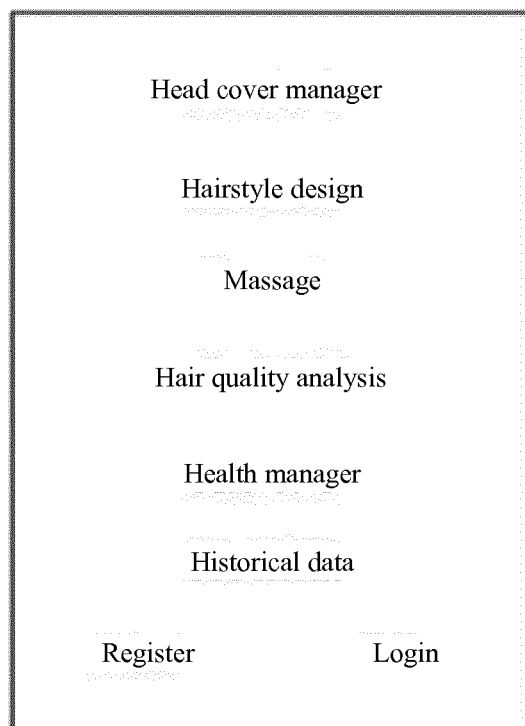 Head cover manager
Hairstyle design
Massage
Hair quality analysis
Health manager
Historical data
Register Login